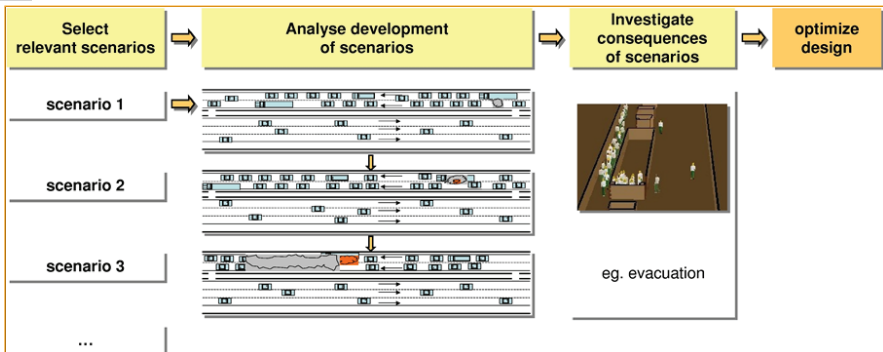 Select
relevant scenarios
Analyse development
of scenarios
Investigate
consequences
of scenarios
optimize
design
scenario 1
scenario 2
scenario 3
eg. evacuation
...